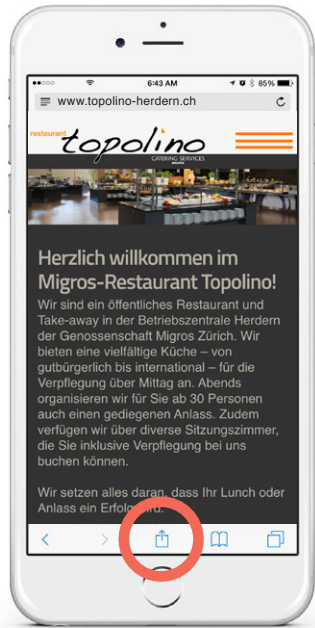 6:43 AM
85%
www.topolino-herdern.ch
restaurant
topolino
CATERING SERVICES
Herzlich willkommen im
Migros-Restaurant Topolino!
Wir sind ein öffentliches Restaurant und
Take-away in der Betriebszentrale Herdern
der Genossenschaft Migros Zürich. Wir
bieten eine vielfältige Küche – von
gutbürgerlich bis international – für die
Verpflegung über Mittag an. Abends
organisieren wir für Sie ab 30 Personen
auch einen gediegenen Anlass. Zudem
verfügen wir über diverse Sitzungszimmer,
die Sie inklusive Verpflegung bei uns
buchen können.
Wir setzen alles daran, dass Ihr Lunch oder
Anlass ein Erfolg wird.